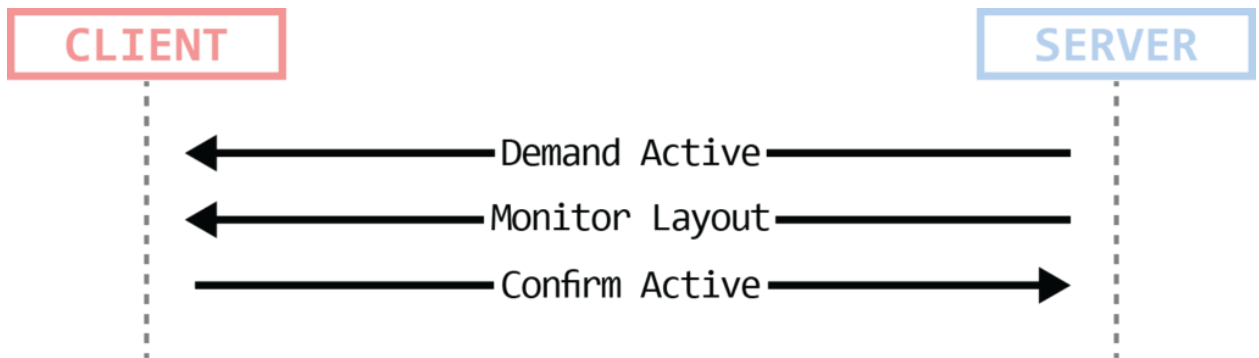 CLIENT
SERVER
Demand Active
Monitor Layout
Confirm Active